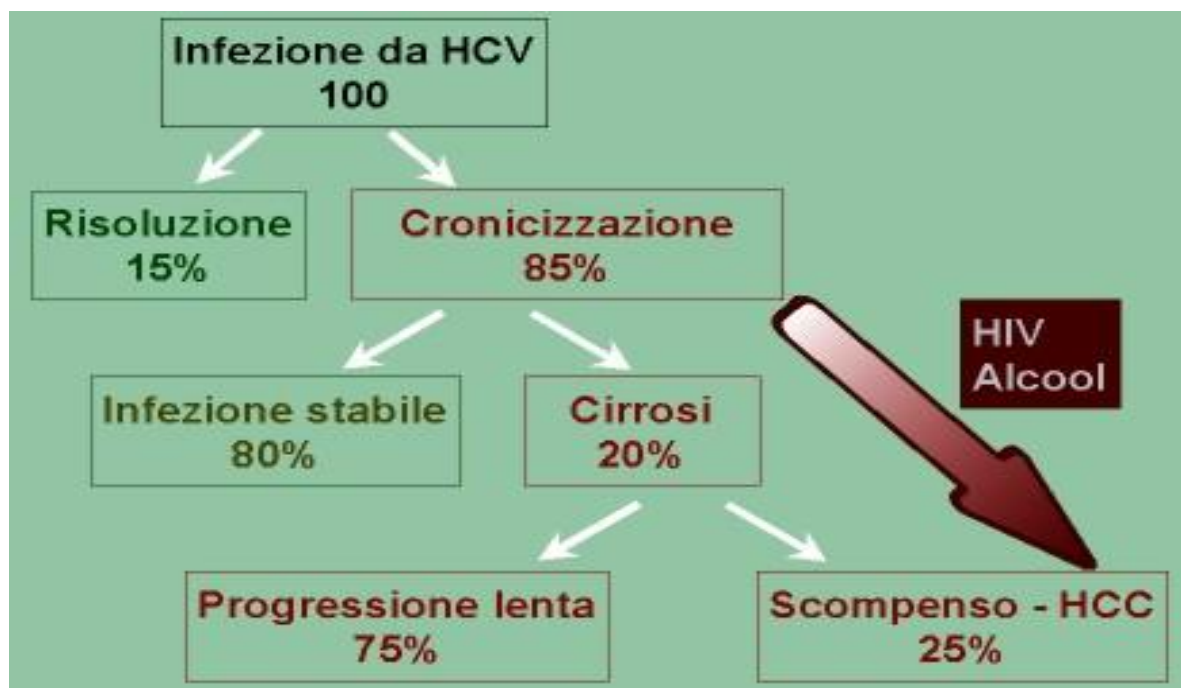 Infezione da HCV
100
Risoluzione
15%
Cronicizzazione
85%
HIV
Alcool
Infezione stabile
80%
Cirrosi
20%
Progressione lenta
75%
Scompenso - HCC
25%